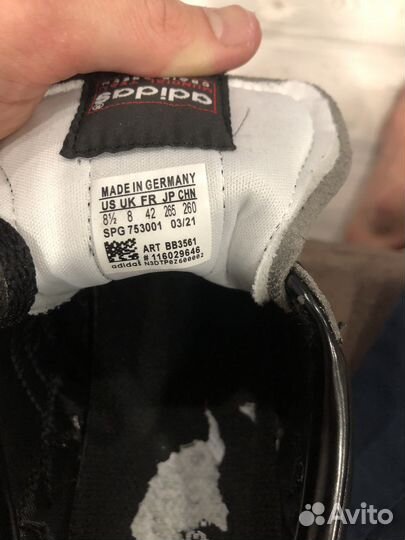 adidas
MADE IN GERMANY
US UK FR JP CHN
8½ 8 42 265 260
SPG 753001 03/21
ART BB3561
# 116029646
adidas N3DTP0Z600002
Avito